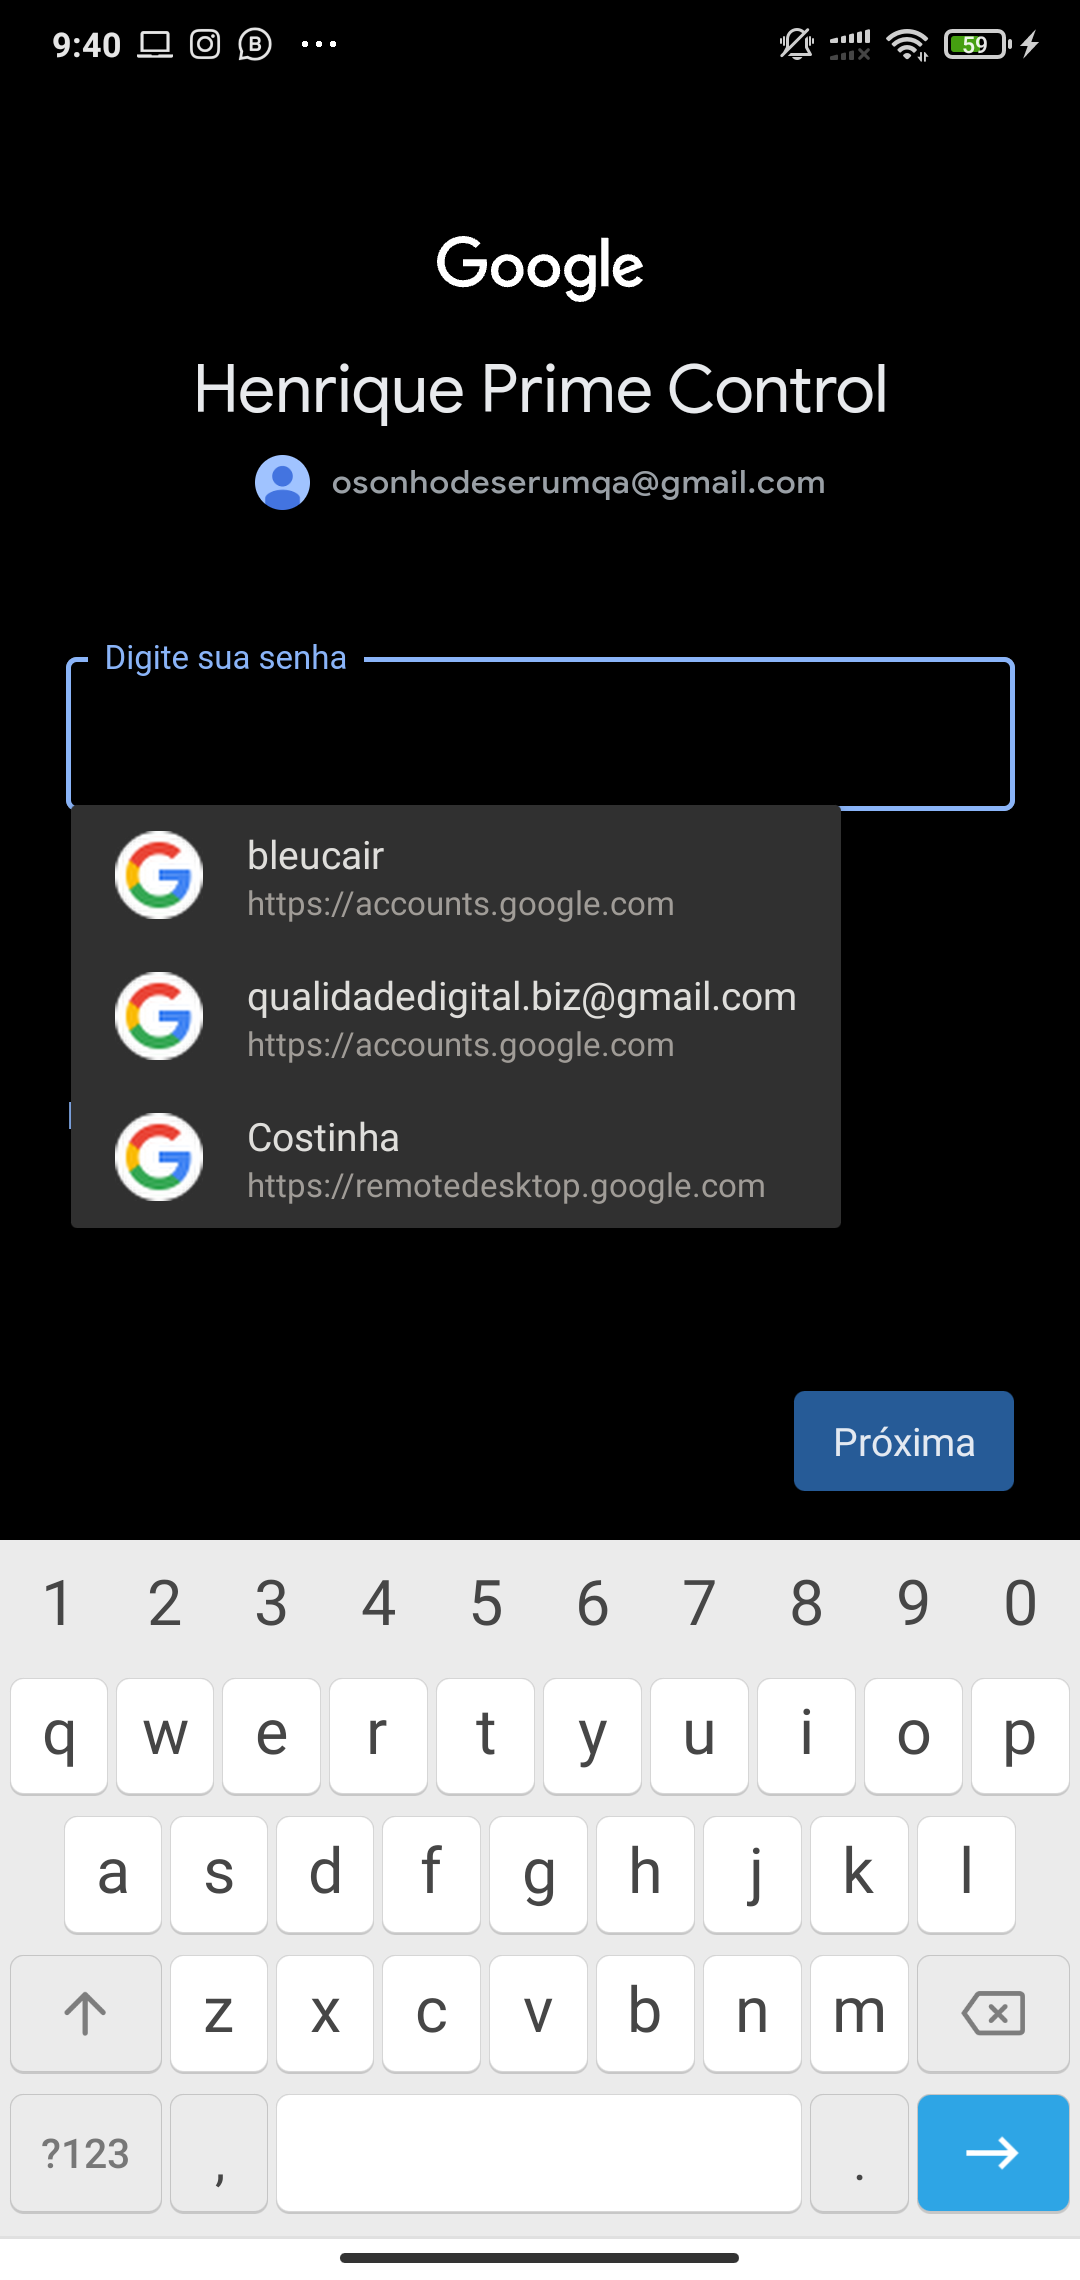 9:40
59
Google
Henrique Prime Control
osonhodeserumqa@gmail.com
Digite sua senha
bleucair
https://accounts.google.com
qualidadedigital.biz@gmail.com
https://accounts.google.com
Costinha
https://remotedesktop.google.com
Próxima
1 2 3 4 5 6 7 8 9 0
q w e r t y u i o p
a s d f g h j k l
z x c v b n m
?123 , .